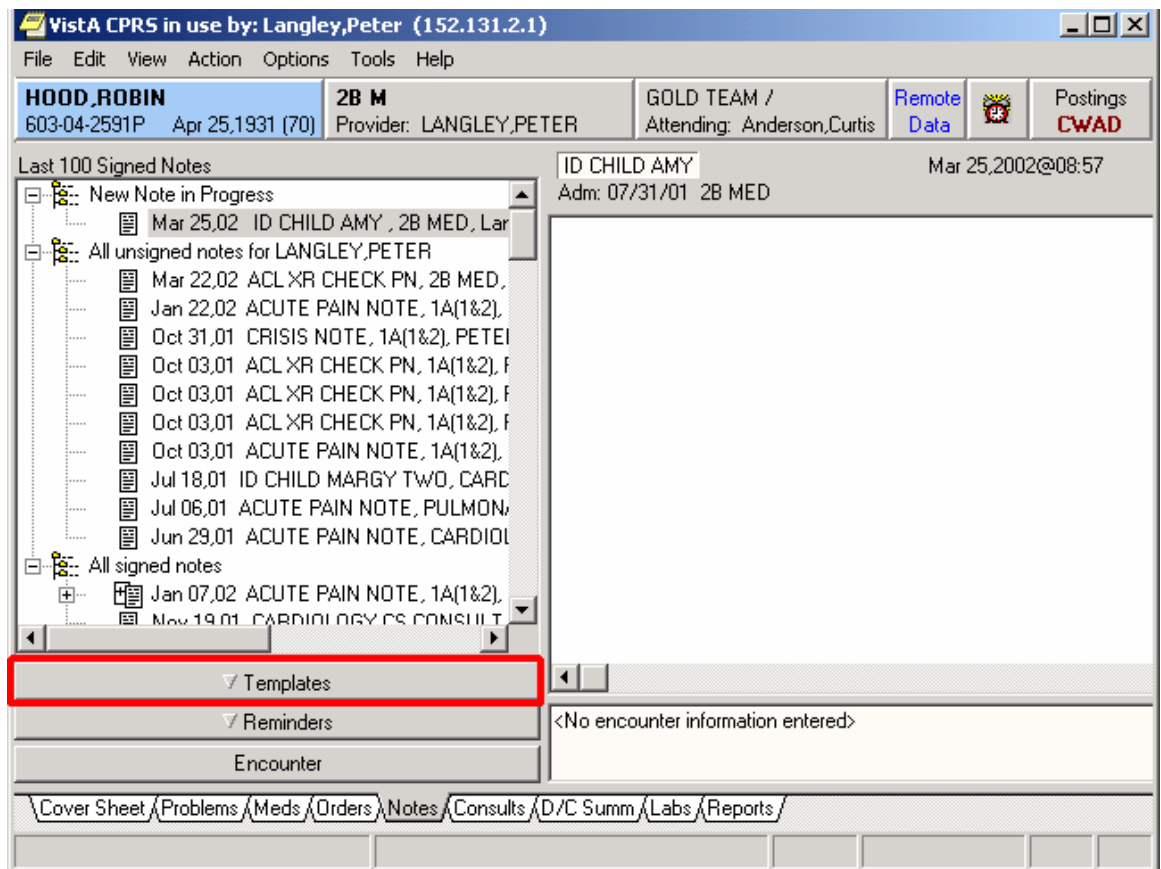 VistA CPRS in use by: Langley,Peter (152.131.2.1)
File Edit View Action Options Tools Help
HOOD,ROBIN
603-04-2591P Apr 25,1931 (70)
2B M
Provider: LANGLEY,PETER
GOLD TEAM /
Attending: Anderson,Curtis
Remote
Data
Postings
CWAD
Last 100 Signed Notes
New Note in Progress
Mar 25,02 ID CHILD AMY , 2B MED, Lar
All unsigned notes for LANGLEY,PETER
Mar 22,02 ACL XR CHECK PN, 2B MED,
Jan 22,02 ACUTE PAIN NOTE, 1A(1&2),
Oct 31,01 CRISIS NOTE, 1A(1&2), PETE
Oct 03,01 ACL XR CHECK PN, 1A(1&2),
Oct 03,01 ACL XR CHECK PN, 1A(1&2),
Oct 03,01 ACL XR CHECK PN, 1A(1&2),
Oct 03,01 ACUTE PAIN NOTE, 1A(1&2),
Jul 18,01 ID CHILD MARGY TWO, CARD
Jul 06,01 ACUTE PAIN NOTE, PULMON
Jun 29,01 ACUTE PAIN NOTE, CARDIOL
All signed notes
Jan 07,02 ACUTE PAIN NOTE, 1A(1&2),
Nov 19,01 CARDIOLOGY CS CONSULT
ID CHILD AMY
Mar 25,2002@08:57
Adm: 07/31/01 2B MED
Templates
Reminders
Encounter
<No encounter information entered>
Cover Sheet Problems Meds Orders Notes Consults D/C Summ Labs Reports